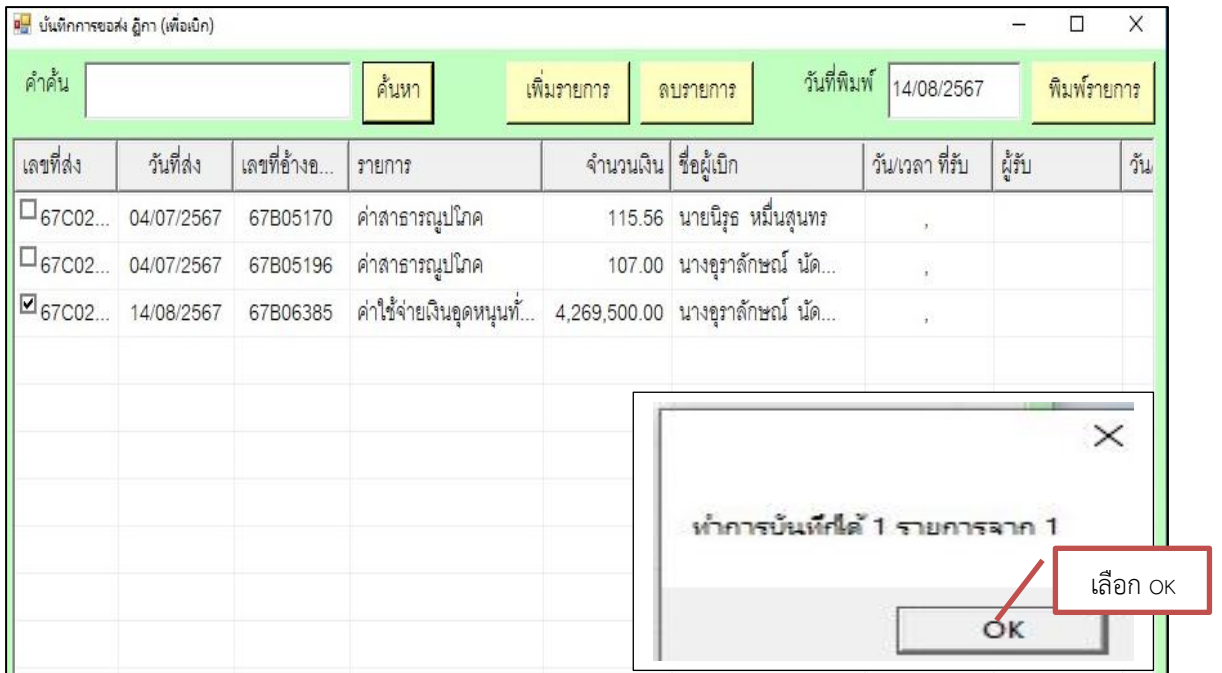 บันทึกการขอส่ง ฎีกา (เพื่อเบิก)
คำค้น ค้นหา เพิ่มรายการ ลบรายการ วันที่พิมพ์ 14/08/2567 พิมพ์รายการ
เลขที่ส่ง วันที่ส่ง เลขที่อ้างอ... รายการ จำนวนเงิน ชื่อผู้เบิก วัน/เวลา ที่รับ ผู้รับ วัน/
67C02... 04/07/2567 67B05170 ค่าสาธารณูปโภค 115.56 นายนิรุธ หมื่นสุนทร ,
67C02... 04/07/2567 67B05196 ค่าสาธารณูปโภค 107.00 นางอุราลักษณ์ นัด... ,
67C02... 14/08/2567 67B06385 ค่าใช้จ่ายเงินอุดหนุนทั่... 4,269,500.00 นางอุราลักษณ์ นัด... ,
ทำการบันทึกได้ 1 รายการจาก 1
เลือก OK
OK